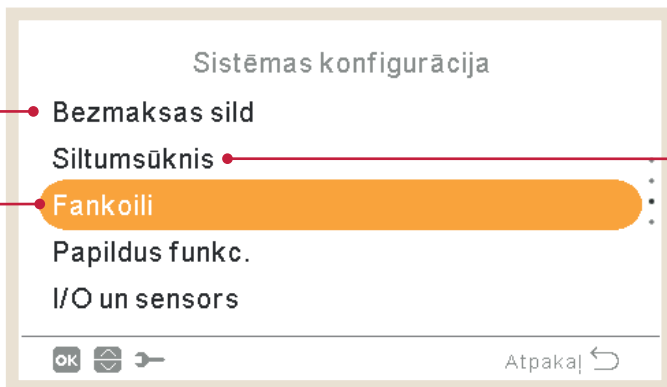 Sistēmas konfigurācija
Bezmaksas sild
Siltumsūknis
Fankoili
Papildus funkc.
I/O un sensors
OK Atpakaļ